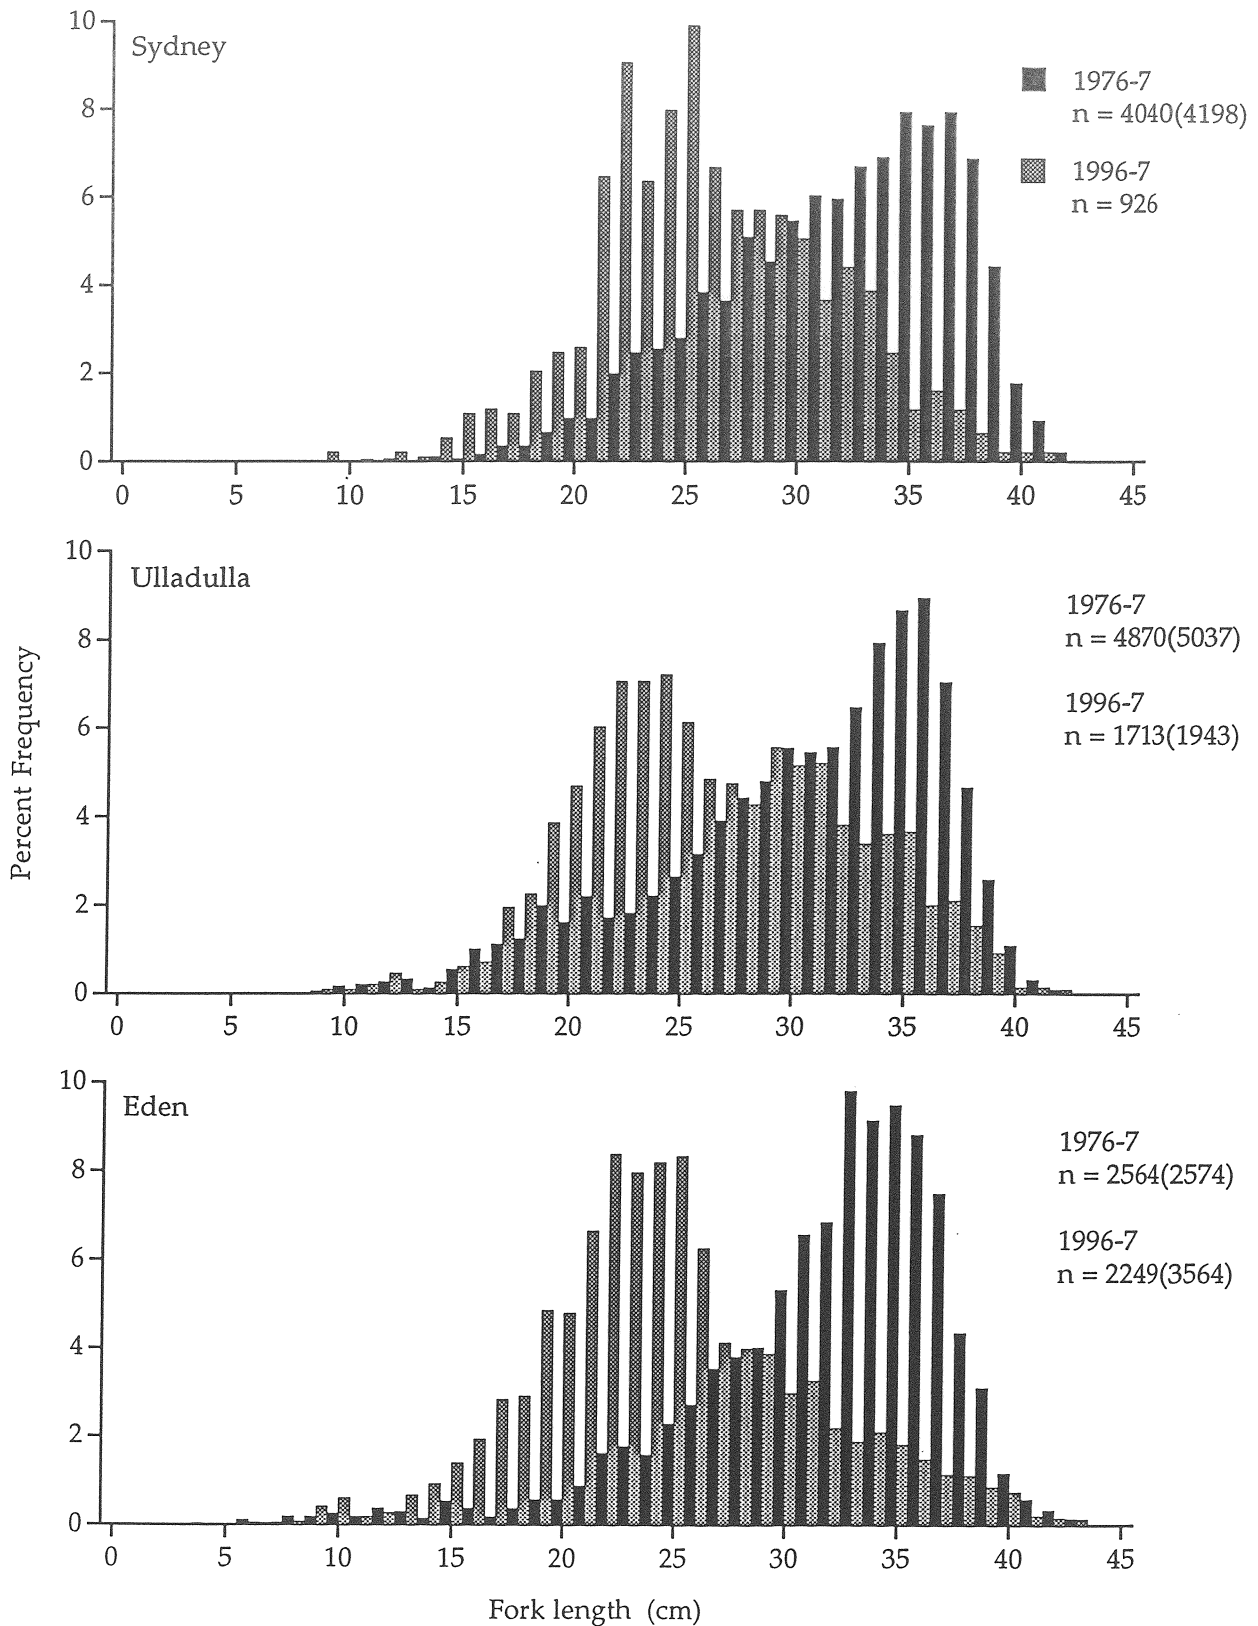 10
Sydney
8
6
4
2
0
1976-7
n = 4040(4198)
1996-7
n = 926
0 5 10 15 20 25 30 35 40 45
Percent Frequency
10
Ulladulla
8
6
4
2
0
1976-7
n = 4870(5037)
1996-7
n = 1713(1943)
0 5 10 15 20 25 30 35 40 45
10
Eden
8
6
4
2
0
1976-7
n = 2564(2574)
1996-7
n = 2249(3564)
0 5 10 15 20 25 30 35 40 45
Fork length (cm)